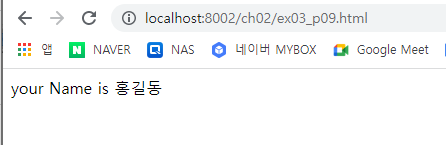 localhost:8002/ch02/ex03_p09.html
앱 NAVER NAS 네이버 MYBOX Google Meet
your Name is 홍길동